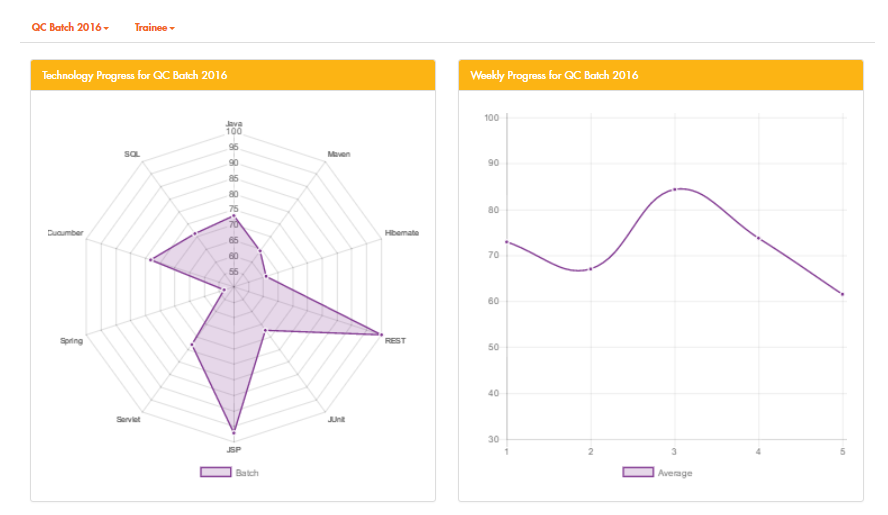 QC Batch 2016 Trainee
Technology Progress for QC Batch 2016
Java
100
95
90
85
80
75
70
65
60
55
Maven
Hibernate
REST
JUnit
JSP
Servlet
Spring
Cucumber
SQL
Batch
Weekly Progress for QC Batch 2016
100
90
80
70
60
50
40
30
1 2 3 4 5
Average